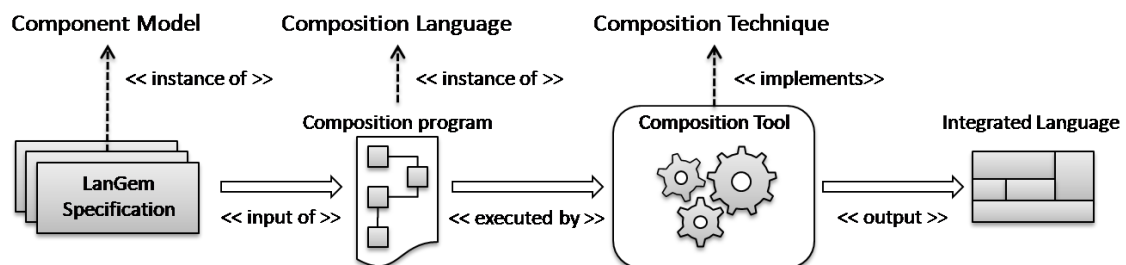 Component Model
Composition Language
Composition Technique
<< instance of >>
<< instance of >>
<< implements>>
Composition program
Composition Tool
Integrated Language
LanGem
Specification
<< input of >>
<< executed by >>
<< output >>